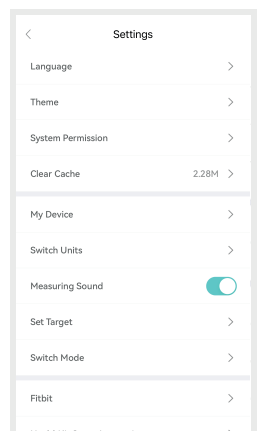 Settings
Language
Theme
System Permission
Clear Cache 2.28M
My Device
Switch Units
Measuring Sound
Set Target
Switch Mode
Fitbit